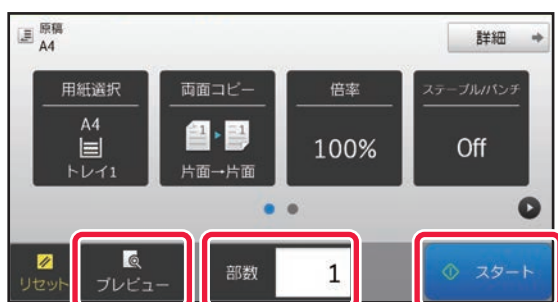 原稿
A4
詳細
用紙選択
A4
トレイ1
両面コピー
1
1
片面→片面
倍率
100%
ステープル/パンチ
Off
リセット
プレビュー
部数
1
スタート